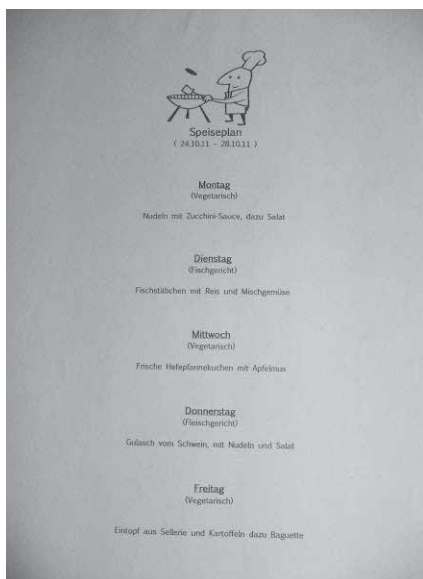 Speiseplan
( 24.10.11 - 28.10.11 )
Montag
(Vegetarisch)
Nudeln mit Zucchini-Sauce, dazu Salat
Dienstag
(Fischgericht)
Fischstäbchen mit Reis und Mischgemüse
Mittwoch
(Vegetarisch)
Frische Hefepfannekuchen mit Apfelmus
Donnerstag
(Fleischgericht)
Gulasch vom Schwein, mit Nudeln und Salat
Freitag
(Vegetarisch)
Eintopf aus Sellerie und Kartoffeln dazu Baguette